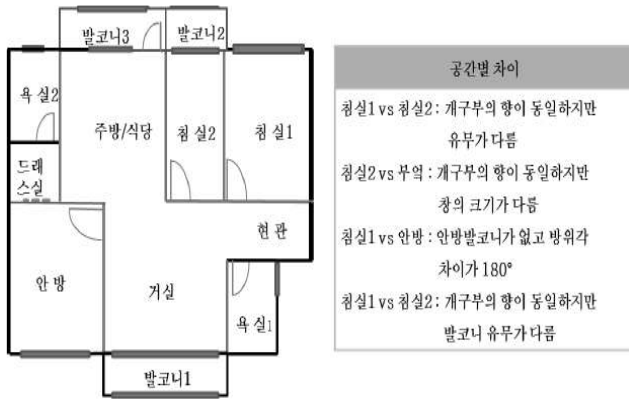 발코니3
발코니2
욕실2
주방/식당
침실2
침실1
드레
스실
현관
안방
거실
욕실1
발코니1
공간별 차이
침실1 vs 침실2 : 개구부의 향이 동일하지만
유무가 다름
침실2 vs 부엌 : 개구부의 향이 동일하지만
창의 크기가 다름
침실1 vs 안방 : 안방발코니가 없고 방위각
차이가 180°
침실1 vs 침실2 : 개구부의 향이 동일하지만
발코니 유무가 다름